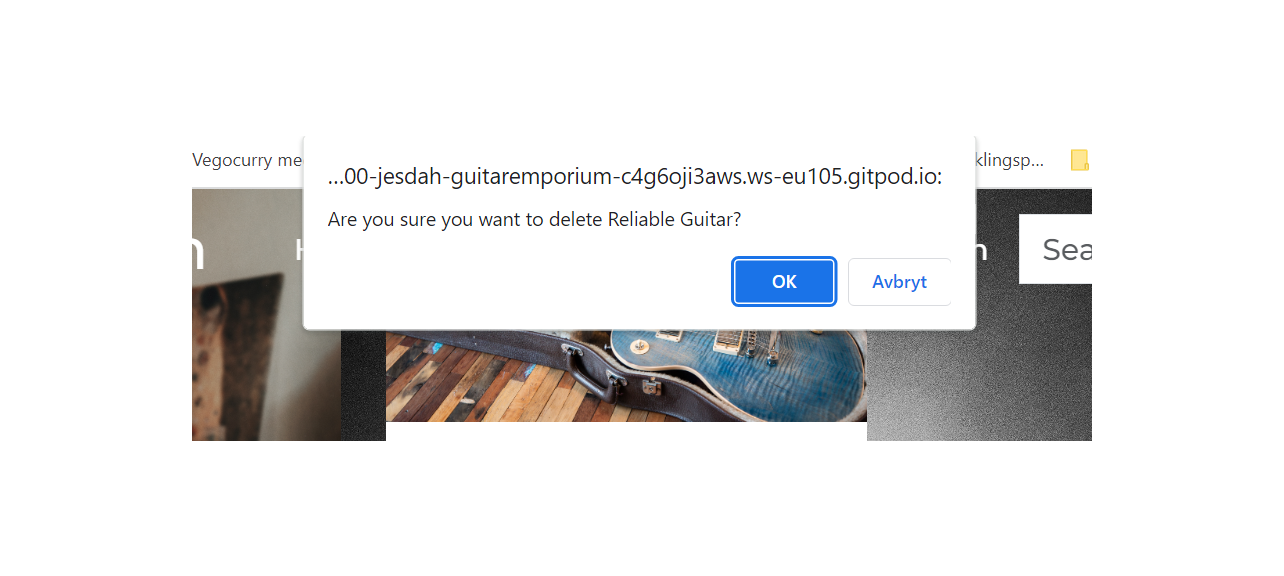 Vegocurry me
klingsp...
...00-jesdah-guitaremporium-c4g6oji3aws.ws-eu105.gitpod.io:
Are you sure you want to delete Reliable Guitar?
Sea
OK
Avbryt